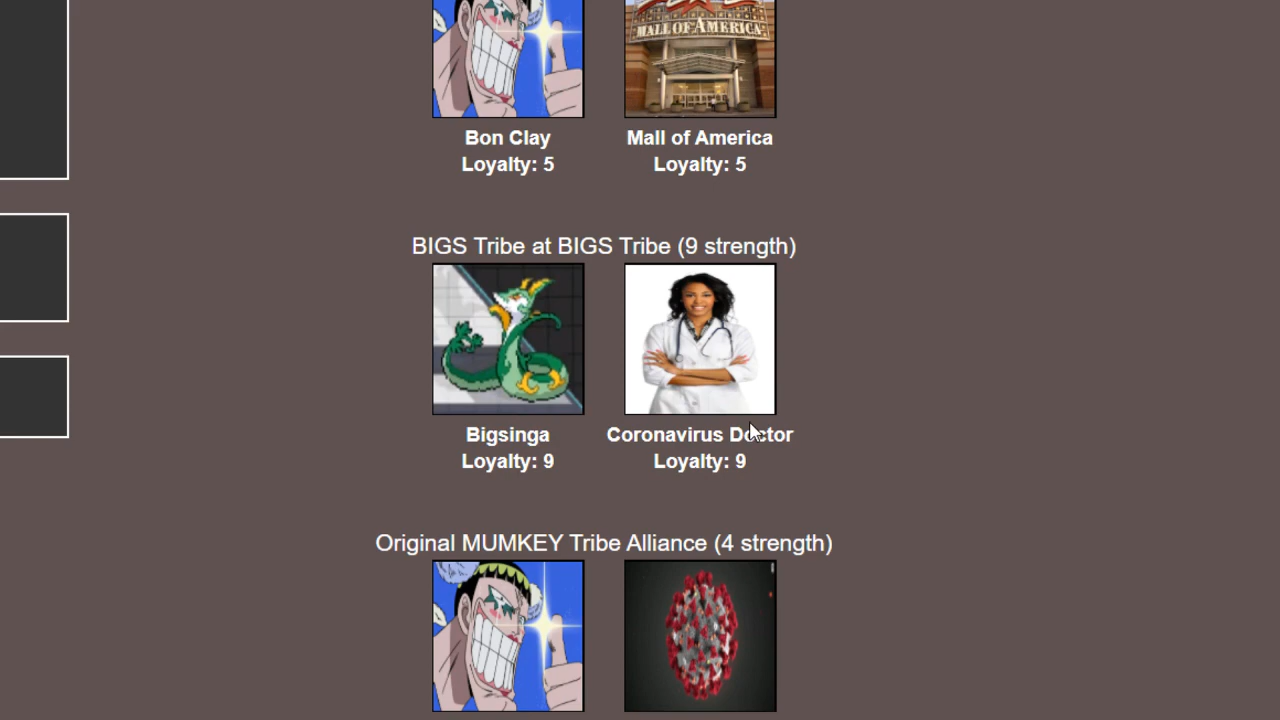 MALL OF AMERICA
Bon Clay
Loyalty: 5
Mall of America
Loyalty: 5
BIGS Tribe at BIGS Tribe (9 strength)
Bigsinga
Loyalty: 9
Coronavirus Doctor
Loyalty: 9
Original MUMKEY Tribe Alliance (4 strength)